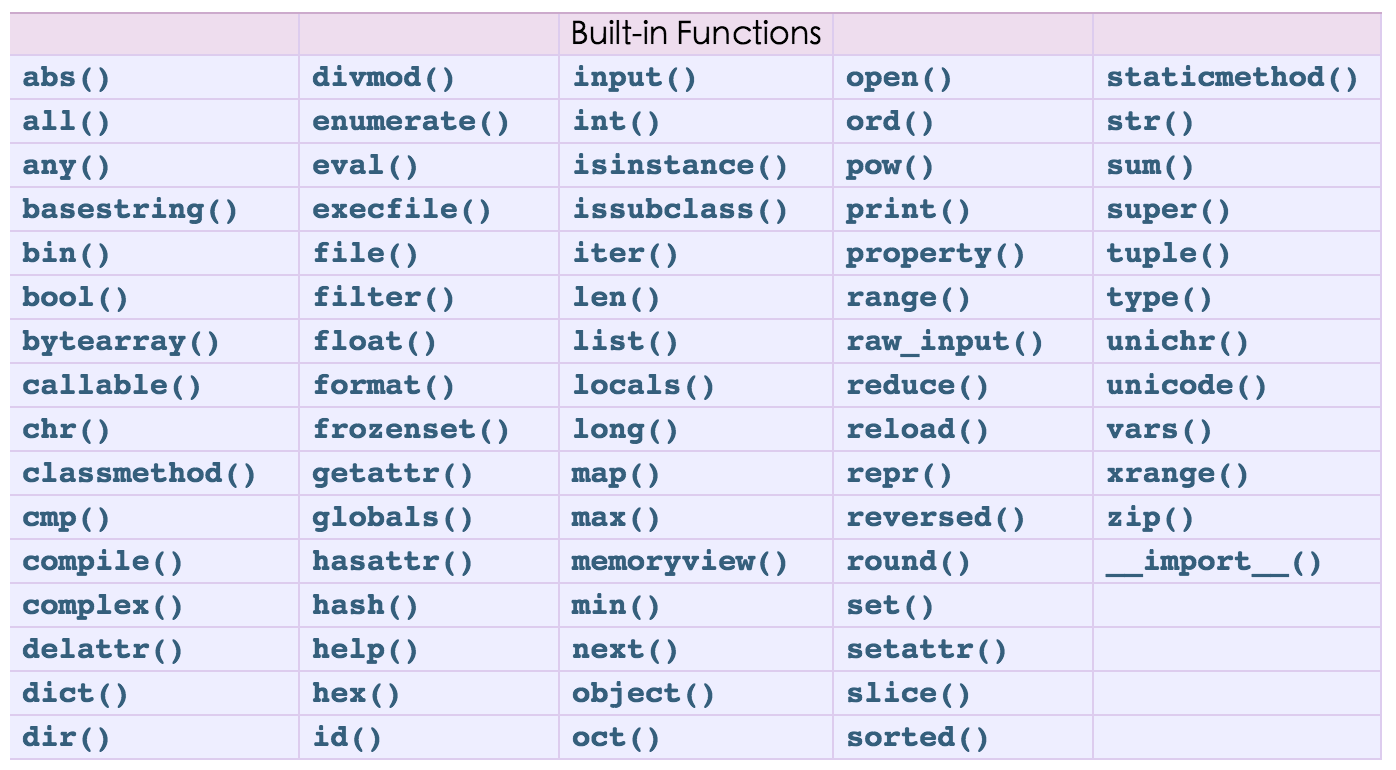 Built-in Functions
abs() divmod() input() open() staticmethod()
all() enumerate() int() ord() str()
any() eval() isinstance() pow() sum()
basestring() execfile() issubclass() print() super()
bin() file() iter() property() tuple()
bool() filter() len() range() type()
bytearray() float() list() raw_input() unichr()
callable() format() locals() reduce() unicode()
chr() frozenset() long() reload() vars()
classmethod() getattr() map() repr() xrange()
cmp() globals() max() reversed() zip()
compile() hasattr() memoryview() round() __import__()
complex() hash() min() set()
delattr() help() next() setattr()
dict() hex() object() slice()
dir() id() oct() sorted()